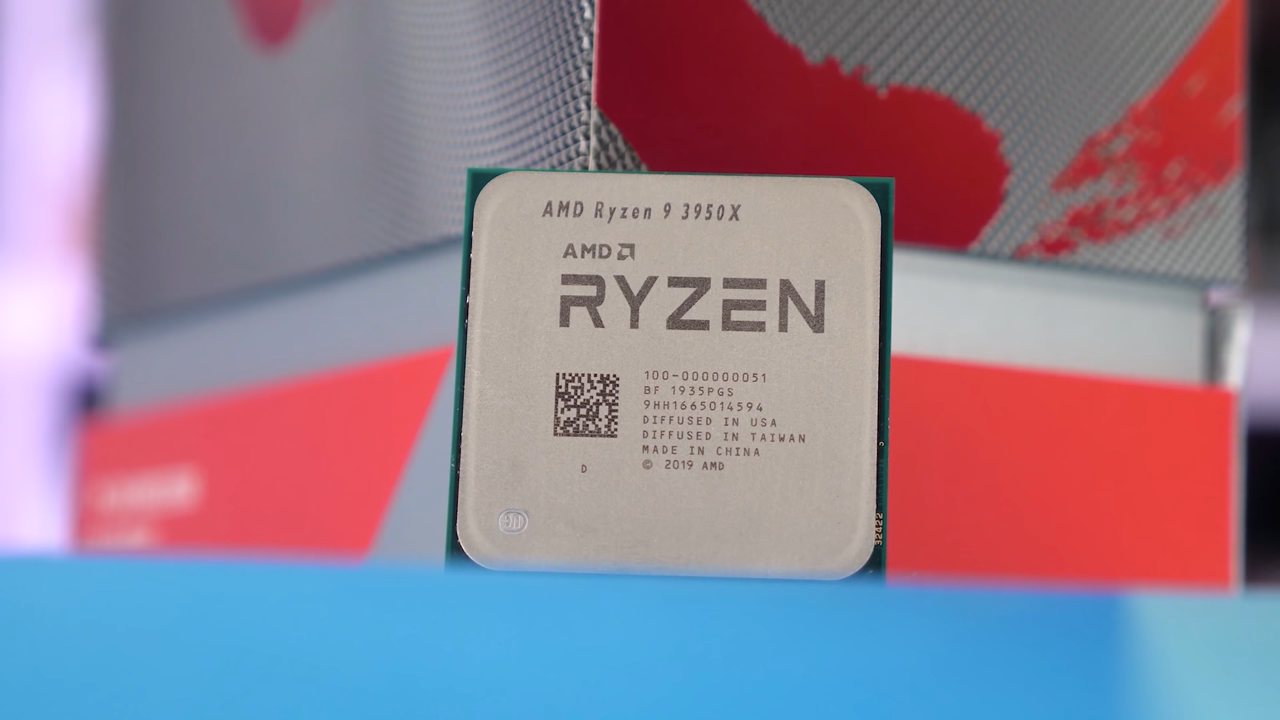 AMD Ryzen 9 3950X
AMD
RYZEN
100-000000051
BF 1935PGS
9HH1665014594
DIFFUSED IN USA
DIFFUSED IN TAIWAN
MADE IN CHINA
© 2019 AMD
D
32422